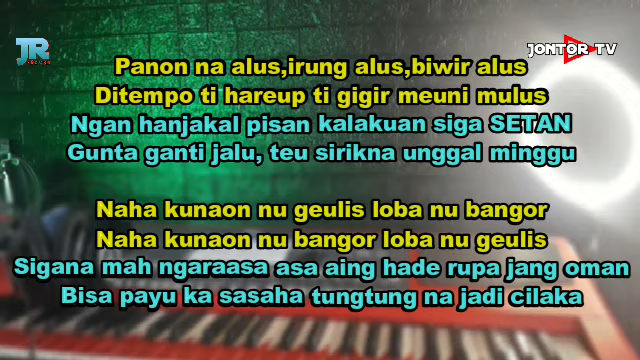 JR
JONTOR TV
Panon na alus,irung alus,biwir alus
Ditempo ti hareup ti gigir meuni mulus
Ngan hanjakal pisan kalakuan siga SETAN
Gunta ganti jalu, teu sirikna unggal minggu
Naha kunaon nu geulis loba nu bangor
Naha kunaon nu bangor loba nu geulis
Sigana mah ngaraasa asa aing hade rupa jang oman
Bisa payu ka sasaha tungtung na jadi cilaka